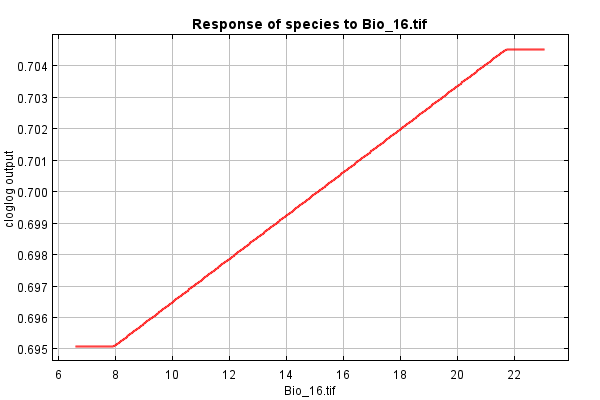 Response of species to Bio_16.tif
cloglog output
0.704
0.703
0.702
0.701
0.700
0.699
0.698
0.697
0.696
0.695
6 8 10 12 14 16 18 20 22
Bio_16.tif